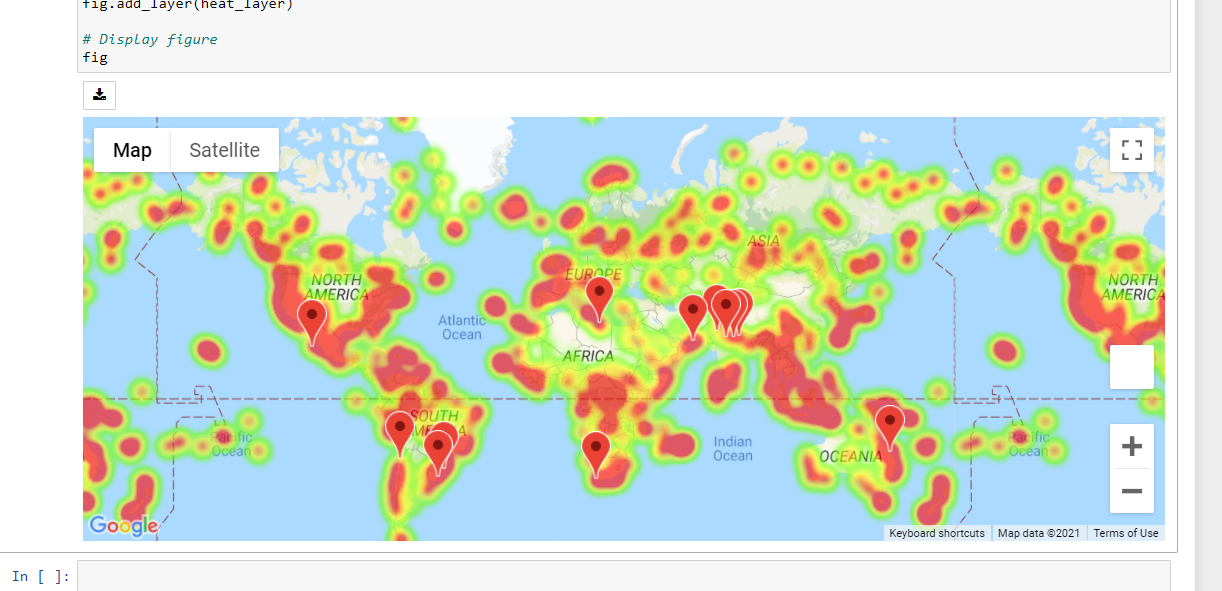 fig.add_layer(heat_layer)
# Display figure
fig
Map
Satellite
ASIA
EUROPE
NORTH
AMERICA
NORTH
AMERICA
Atlantic
Ocean
AFRICA
SOUTH
Pacific
Ocean
Indian
Ocean
OCEANIA
Pacific
Ocean
Google
Keyboard shortcuts
Map data ©2021
Terms of Use
In [ ]: